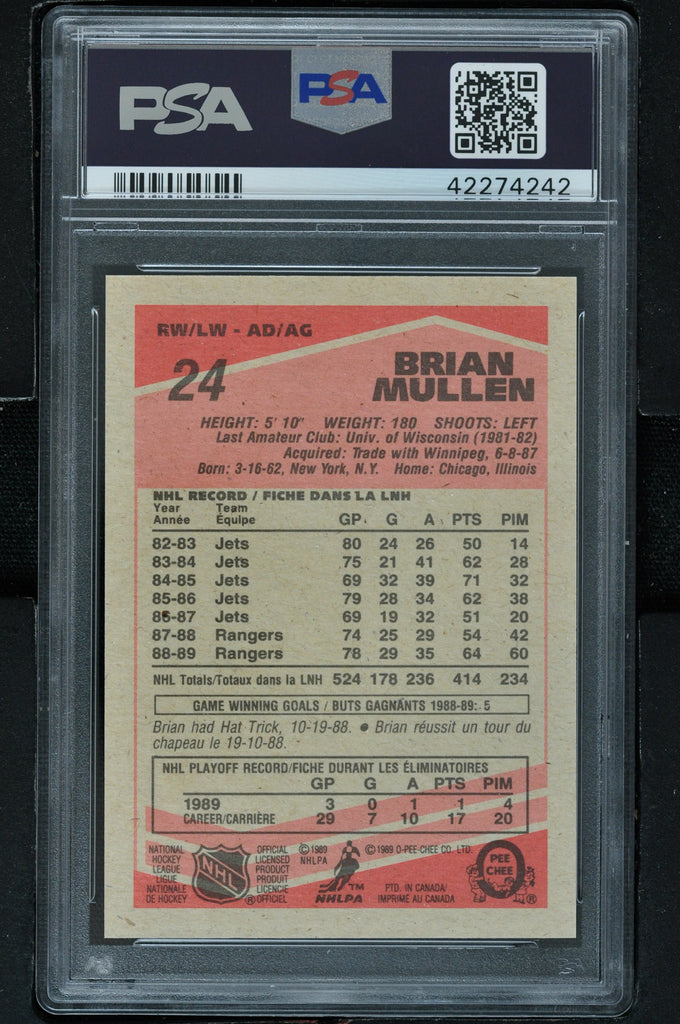 PSA
PSA
42274242
RW/LW - AD/AG
24
BRIAN
MULLEN
HEIGHT: 5' 10" WEIGHT: 180 SHOOTS: LEFT
Last Amateur Club: Univ. of Wisconsin (1981-82)
Acquired: Trade with Winnipeg, 6-8-87
Born: 3-16-62, New York, N.Y. Home: Chicago, Illinois
NHL RECORD / FICHE DANS LA LNH
Year Team
Année Équipe GP G A PTS PIM
82-83 Jets 80 24 26 50 14
83-84 Jets 75 21 41 62 28
84-85 Jets 69 32 39 71 32
85-86 Jets 79 28 34 62 38
86-87 Jets 69 19 32 51 20
87-88 Rangers 74 25 29 54 42
88-89 Rangers 78 29 35 64 60
NHL Totals/Totaux dans la LNH 524 178 236 414 234
GAME WINNING GOALS / BUTS GAGNANTS 1988-89: 5
Brian had Hat Trick, 10-19-88. ● Brian réussit un tour du
chapeau le 19-10-88.
NHL PLAYOFF RECORD/FICHE DURANT LES ÉLIMINATOIRES
GP G A PTS PIM
1989 3 0 1 1 4
CAREER/CARRIÈRE 29 7 10 17 20
NATIONAL
HOCKEY
LEAGUE
LIGUE
NATIONALE
DE HOCKEY
NHL
®
OFFICIAL
LICENSED
PRODUCT
PRODUIT
LICENCIE
OFFICIEL
© 1989
NHLPA
TM
NHLPA
© 1989 O-PEE-CHEE CO. LTD.
PTD. IN CANADA/
IMPRIMÉ AU CANADA
O
PEE
CHEE
®